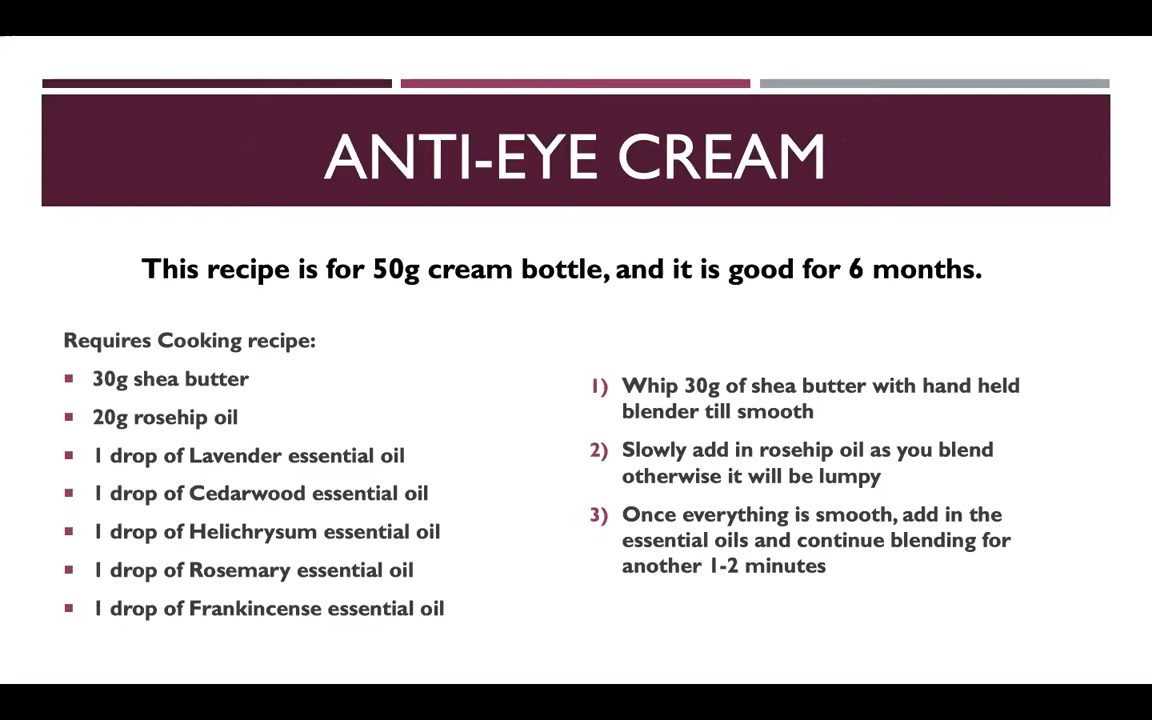 ANTI-EYE CREAM
This recipe is for 50g cream bottle, and it is good for 6 months.
Requires Cooking recipe:
▪ 30g shea butter
▪ 20g rosehip oil
▪ 1 drop of Lavender essential oil
▪ 1 drop of Cedarwood essential oil
▪ 1 drop of Helichrysum essential oil
▪ 1 drop of Rosemary essential oil
▪ 1 drop of Frankincense essential oil
1) Whip 30g of shea butter with hand held
blender till smooth
2) Slowly add in rosehip oil as you blend
otherwise it will be lumpy
3) Once everything is smooth, add in the
essential oils and continue blending for
another 1-2 minutes